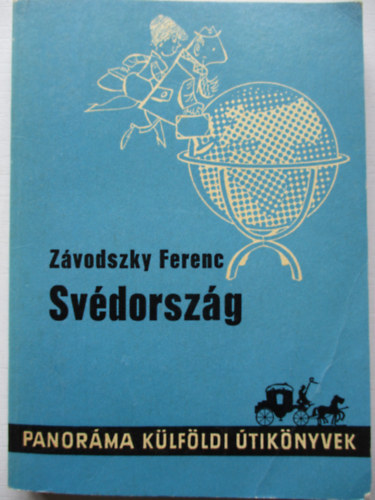 Závodszky Ferenc
Svédország
PANORÁMA KÜLFÖLDI ÚTIKÖNYVEK